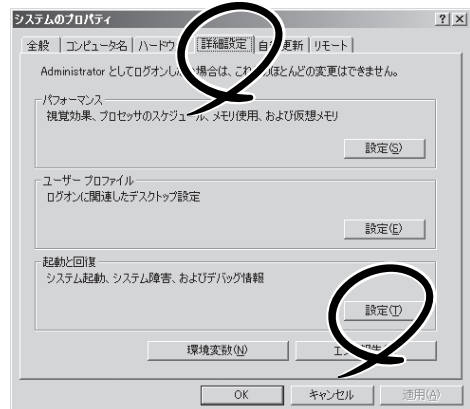 システムのプロパティ
全般 コンピュータ名 ハードウ 詳細設定 自 更新 リモート
Administrator としてログオンし 場合は、これ のほとんどの変更はできません。
パフォーマンス
視覚効果、プロセッサのスケジュール、メモリ使用、および仮想メモリ
設定(S)
ユーザー プロファイル
ログオンに関連したデスクトップ設定
設定(E)
起動と回復
システム起動、システム障害、およびデバッグ情報
設定(T)
環境変数(N)
OK キャンセル 適用(A)